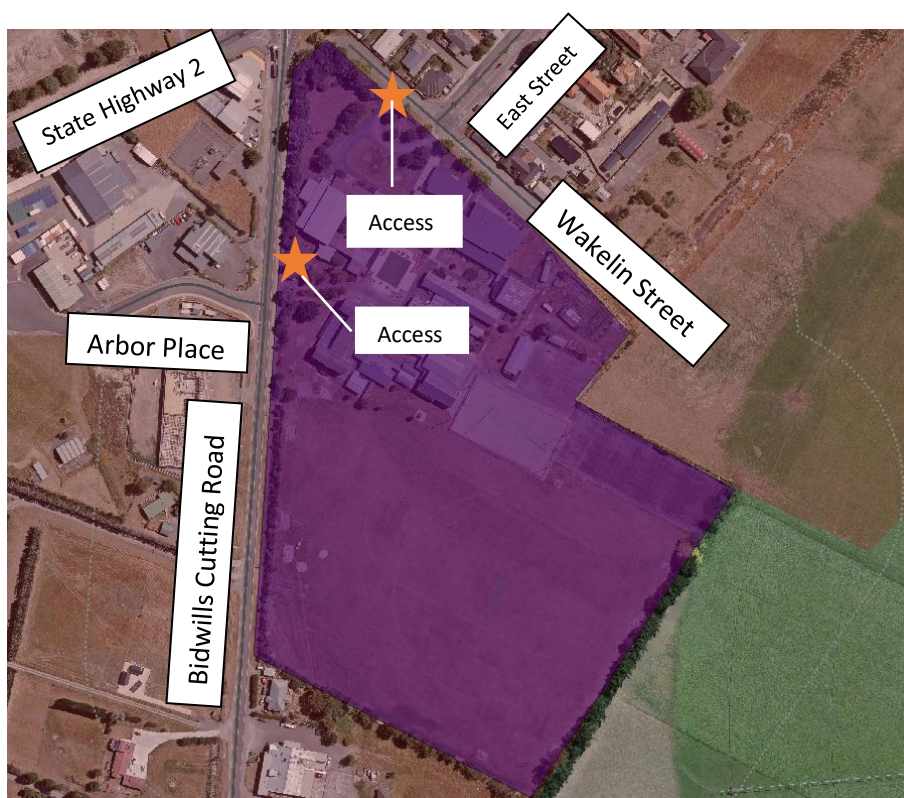 State Highway 2
East Street
Access
Wakelin Street
Access
Arbor Place
Bidwills Cutting Road